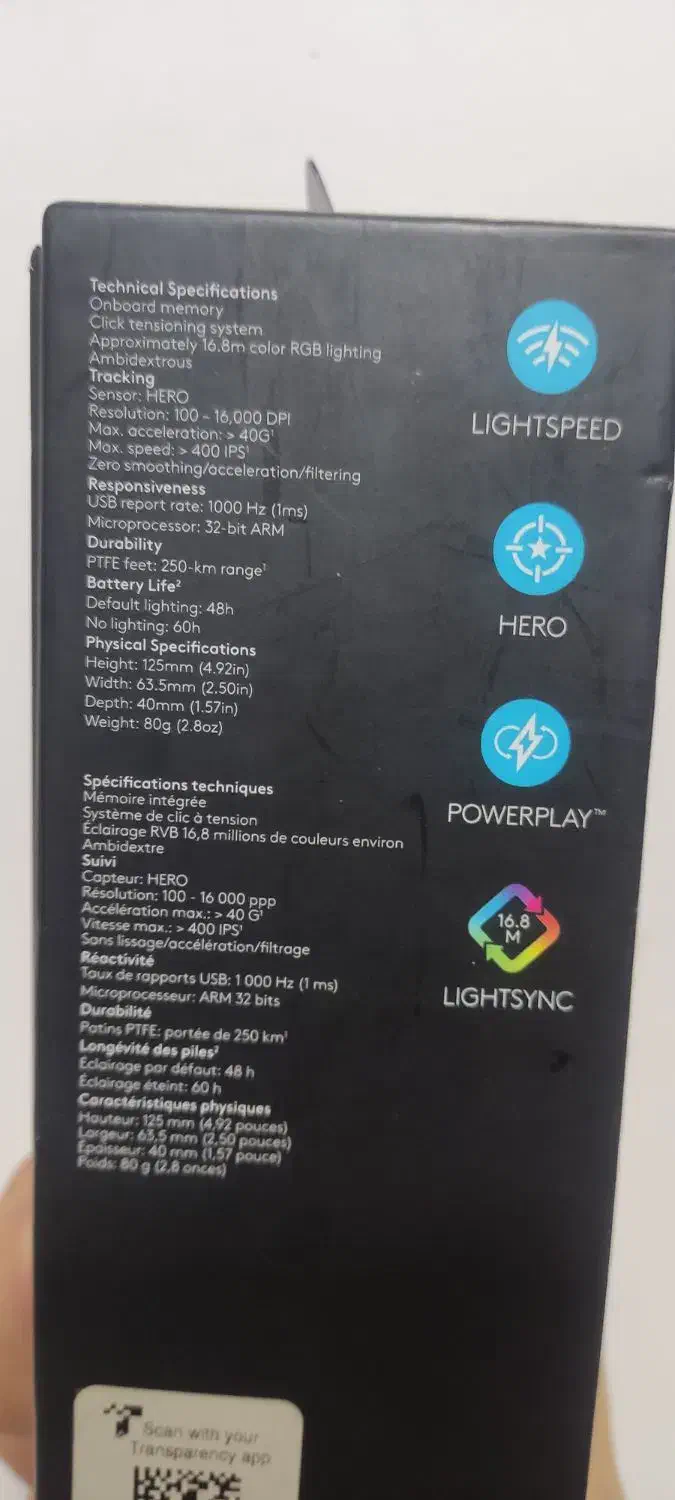 Technical Specifications
Onboard memory
Click tensioning system
Approximately 16.8m color RGB lighting
Ambidextrous
Tracking
Sensor: HERO
Resolution: 100 – 16,000 DPI
Max. acceleration: > 40G¹
Max. speed: > 400 IPS¹
Zero smoothing/acceleration/filtering
Responsiveness
USB report rate: 1000 Hz (1ms)
Microprocessor: 32-bit ARM
Durability
PTFE feet: 250-km range¹
Battery Life²
Default lighting: 48h
No lighting: 60h
Physical Specifications
Height: 125mm (4.92in)
Width: 63.5mm (2.50in)
Depth: 40mm (1.57in)
Weight: 80g (2.8oz)
Spécifications techniques
Mémoire intégrée
Système de clic à tension
Éclairage RVB 16,8 millions de couleurs environ
Ambidextre
Suivi
Capteur: HERO
Résolution: 100 - 16 000 ppp
Accélération max.: > 40 G¹
Vitesse max.: > 400 IPS¹
Sans lissage/accélération/filtrage
Réactivité
Taux de rapports USB: 1 000 Hz (1 ms)
Microprocesseur: ARM 32 bits
Durabilité
Patins PTFE: portée de 250 km¹
Longévité des piles²
Éclairage par défaut: 48 h
Éclairage éteint: 60 h
Caractéristiques physiques
Hauteur: 125 mm (4,92 pouces)
Largeur: 63,5 mm (2,50 pouces)
Épaisseur: 40 mm (1,57 pouce)
Poids: 80 g (2,8 onces)
LIGHTSPEED
HERO
POWERPLAY™
16.8
M
LIGHTSYNC
Scan with your
Transparency app